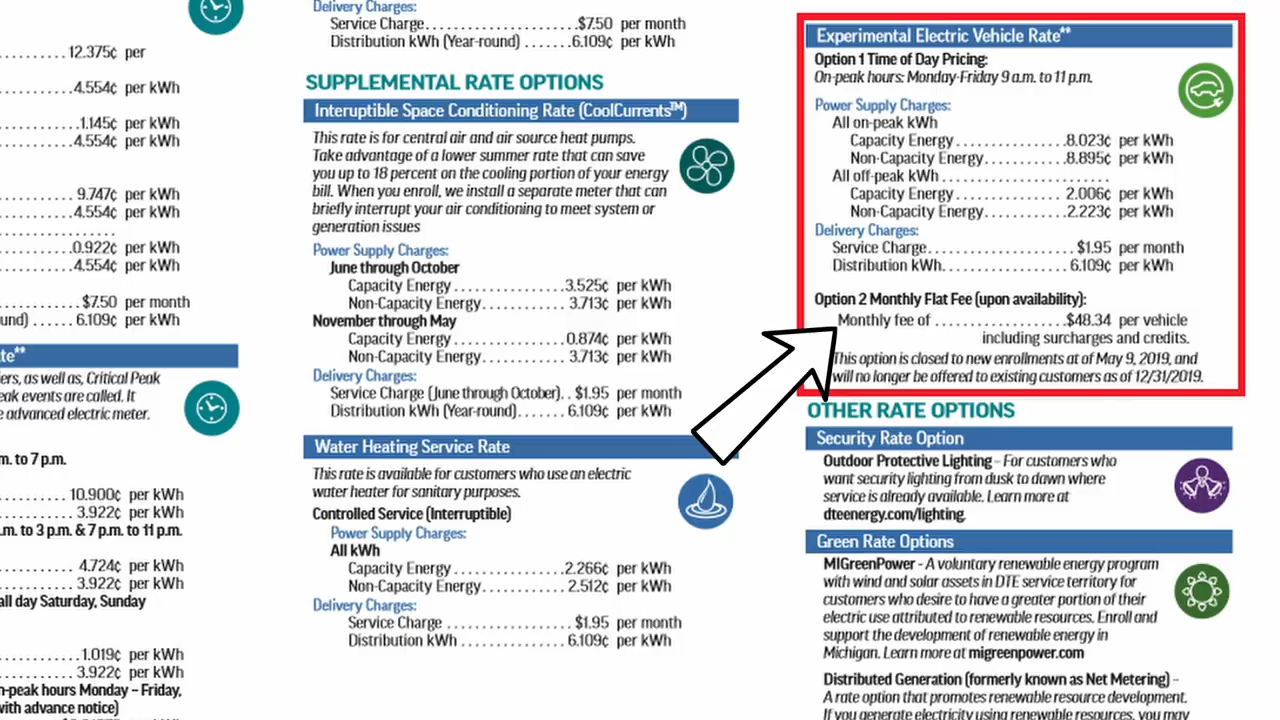 12.375¢ per
4.554¢ per kWh
1.145¢ per kWh
4.554¢ per kWh
9.747¢ per kWh
4.554¢ per kWh
0.922¢ per kWh
4.554¢ per kWh
$7.50 per month
6.109¢ per kWh
ate**
ers, as well as, Critical Peak
eak events are called. It
e advanced electric meter.
m. to 7 p.m.
10.900¢ per kWh
3.922¢ per kWh
.m. to 3 p.m. & 7 p.m. to 11 p.m.
4.724¢ per kWh
3.922¢ per kWh
all day Saturday, Sunday
1.019¢ per kWh
3.922¢ per kWh
n-peak hours Monday – Friday,
with advance notice)
Delivery Charges:
Service Charge.....................$7.50 per month
Distribution kWh (Year-round) .......6.109¢ per kWh
SUPPLEMENTAL RATE OPTIONS
Interuptible Space Conditioning Rate (CoolCurrents™)
This rate is for central air and air source heat pumps.
Take advantage of a lower summer rate that can save
you up to 18 percent on the cooling portion of your energy
bill. When you enroll, we install a separate meter that can
briefly interrupt your air conditioning to meet system or
generation issues
Power Supply Charges:
June through October
Capacity Energy ................3.525¢ per kWh
Non-Capacity Energy............3.713¢ per kWh
November through May
Capacity Energy ................0.874¢ per kWh
Non-Capacity Energy............3.713¢ per kWh
Delivery Charges:
Service Charge (June through October)..$1.95 per month
Distribution kWh (Year-round)........6.109¢ per kWh
Water Heating Service Rate
This rate is available for customers who use an electric
water heater for sanitary purposes.
Controlled Service (Interruptible)
Power Supply Charges:
All kWh
Capacity Energy................2.266¢ per kWh
Non-Capacity Energy............2.512¢ per kWh
Delivery Charges:
Service Charge ..................$1.95 per month
Distribution kWh ................6.109¢ per kWh
Experimental Electric Vehicle Rate**
Option 1 Time of Day Pricing:
On-peak hours: Monday-Friday 9 a.m. to 11 p.m.
Power Supply Charges:
All on-peak kWh
Capacity Energy................8.023¢ per kWh
Non-Capacity Energy............8.895¢ per kWh
All off-peak kWh.........................
Capacity Energy................2.006¢ per kWh
Non-Capacity Energy............2.223¢ per kWh
Delivery Charges:
Service Charge.....................$1.95 per month
Distribution kWh...................6.109¢ per kWh
Option 2 Monthly Flat Fee (upon availability):
Monthly fee of ...................$48.34 per vehicle
including surcharges and credits.
This option is closed to new enrollments at of May 9, 2019, and
will no longer be offered to existing customers as of 12/31/2019.
OTHER RATE OPTIONS
Security Rate Option
Outdoor Protective Lighting – For customers who
want security lighting from dusk to dawn where
service is already available. Learn more at
dteenergy.com/lighting.
Green Rate Options
MIGreenPower - A voluntary renewable energy program
with wind and solar assets in DTE service territory for
customers who desire to have a greater portion of their
electric use attributed to renewable resources. Enroll and
support the development of renewable energy in
Michigan. Learn more at migreenpower.com
Distributed Generation (formerly known as Net Metering) –
A rate option that promotes renewable resource development.
If you generate electricity using renewable resources, you may